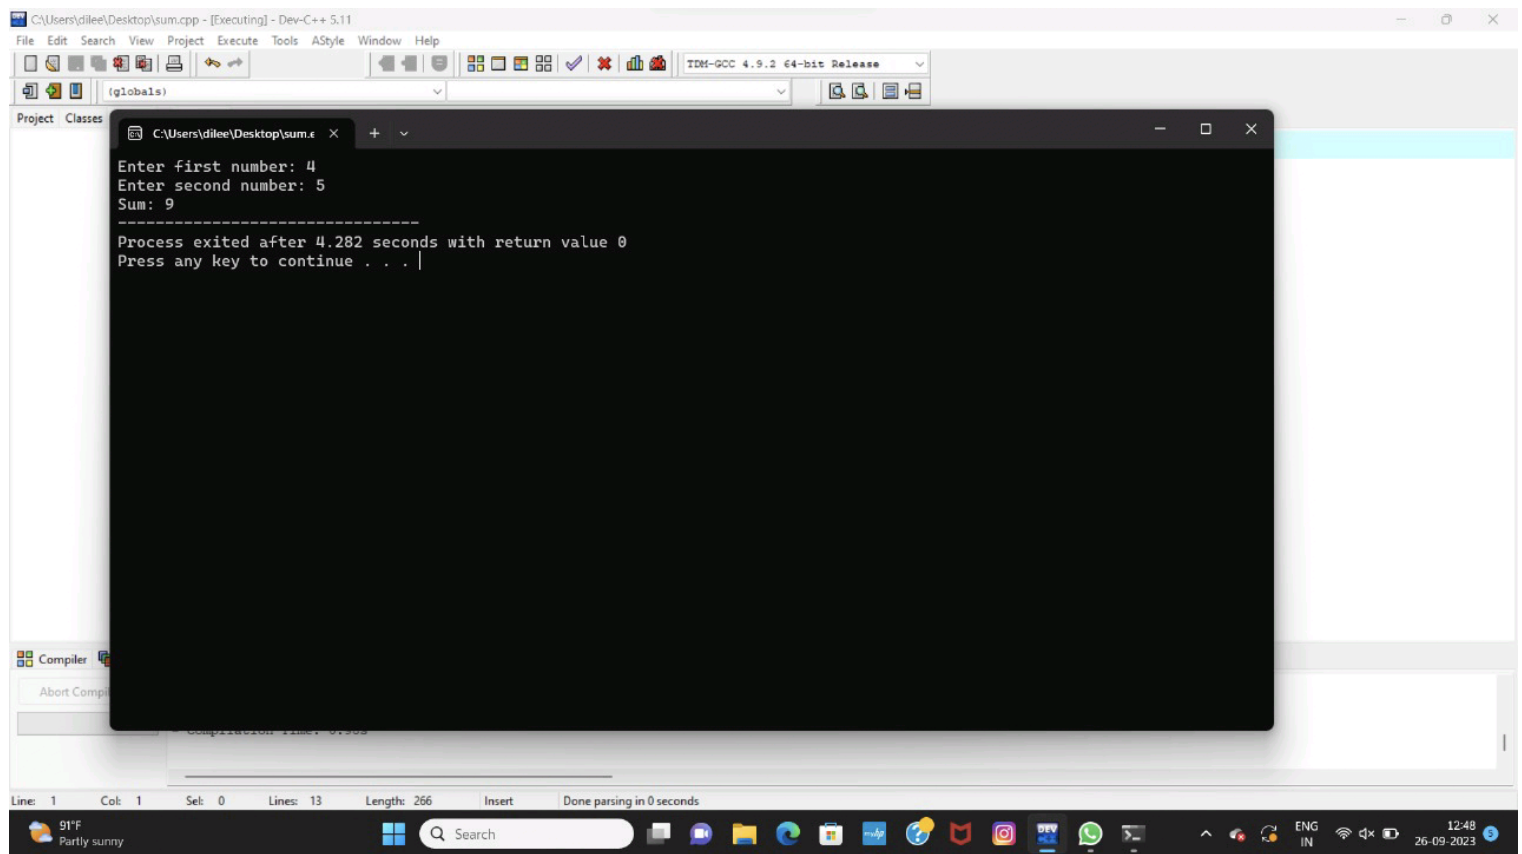 C:\Users\dilee\Desktop\sum.cpp - [Executing] - Dev-C++ 5.11
File Edit Search View Project Execute Tools AStyle Window Help
TDM-GCC 4.9.2 64-bit Release
(globals)
Project Classes
C:\Users\dilee\Desktop\sum.e
Enter first number: 4
Enter second number: 5
Sum: 9
--------------------------------
Process exited after 4.282 seconds with return value 0
Press any key to continue . . .
Compiler
Abort Compil
Line: 1 Col: 1 Sel: 0 Lines: 13 Length: 266 Insert Done parsing in 0 seconds
91°F
Partly sunny
Search
DEV
ENG
IN
12:48
26-09-2023
5